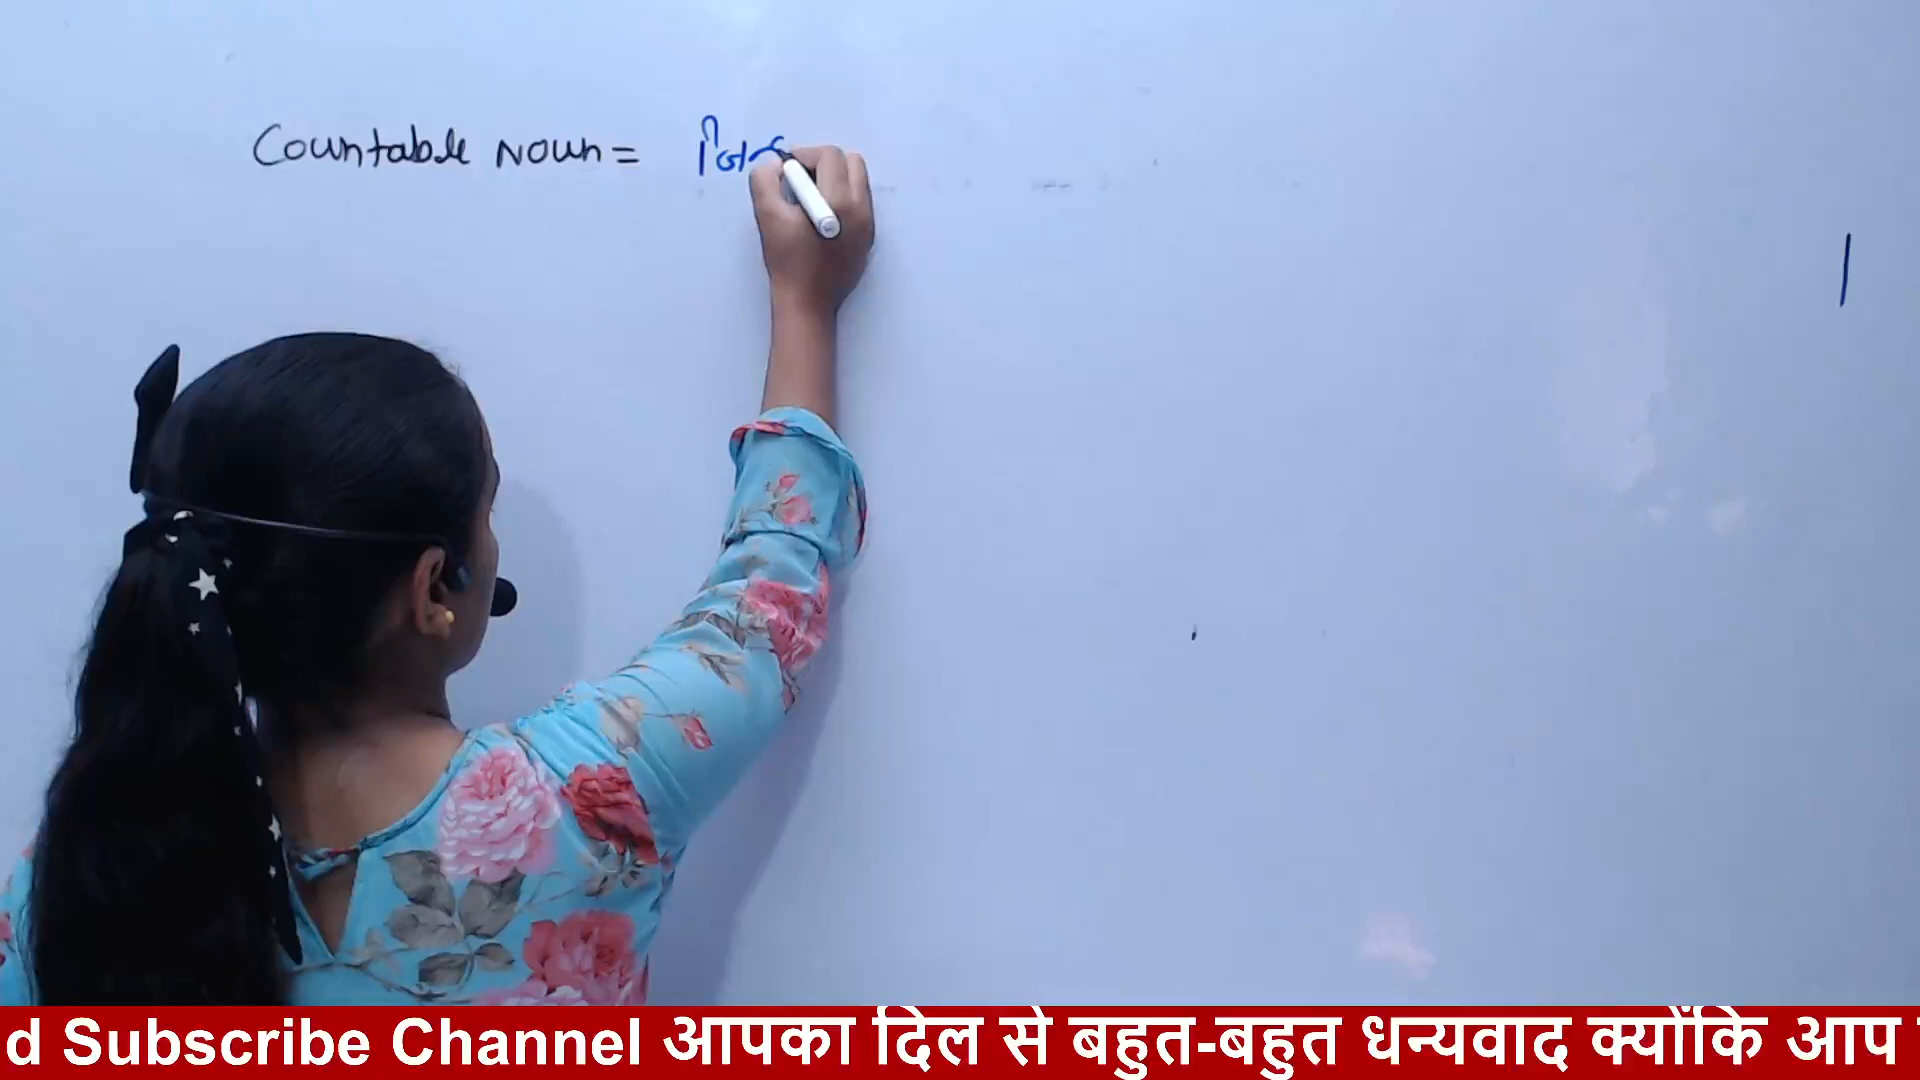 Countable Noun =
d Subscribe Channel आपका दिल से बहुत-बहुत धन्यवाद क्योंकि आप